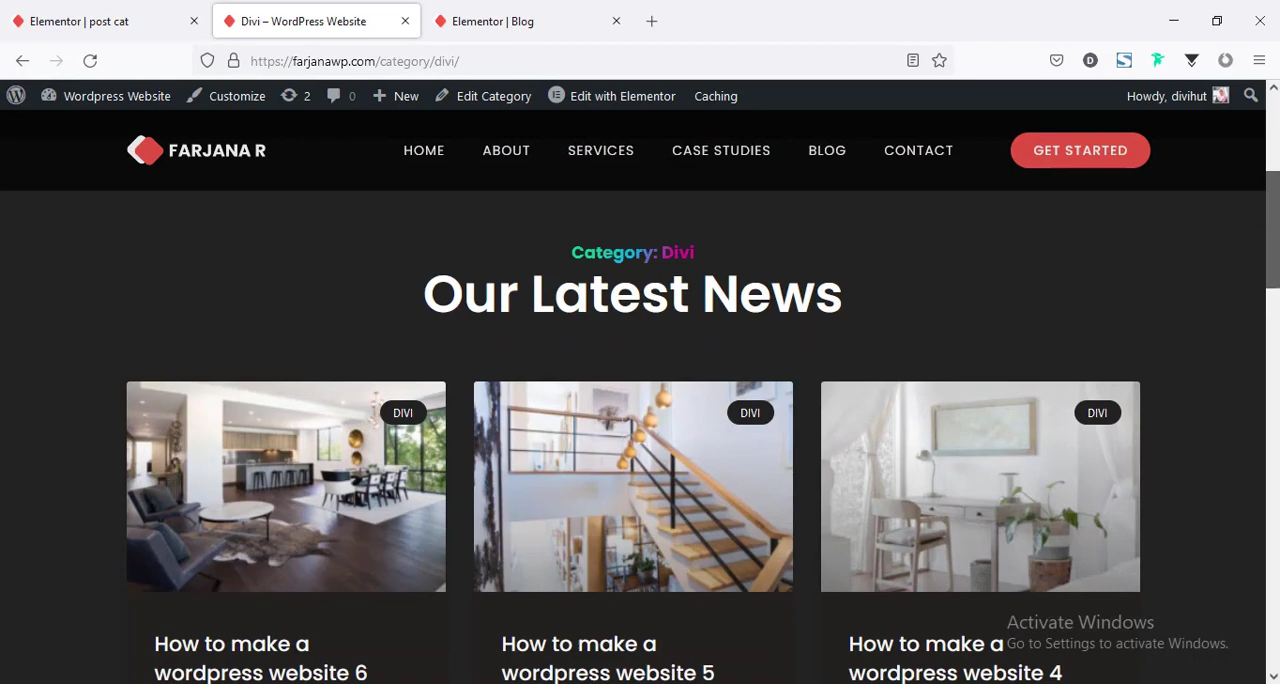 Elementor | post cat
Divi – WordPress Website
Elementor | Blog
https://farjanawp.com/category/divi/
Wordpress Website
Customize
2
0
New
Edit Category
Edit with Elementor
Caching
Howdy, divihut
FARJANA R
HOME
ABOUT
SERVICES
CASE STUDIES
BLOG
CONTACT
GET STARTED
Category: Divi
Our Latest News
DIVI
DIVI
DIVI
How to make a
wordpress website 6
How to make a
wordpress website 5
How to make a
wordpress website 4
Activate Windows
Go to Settings to activate Windows.